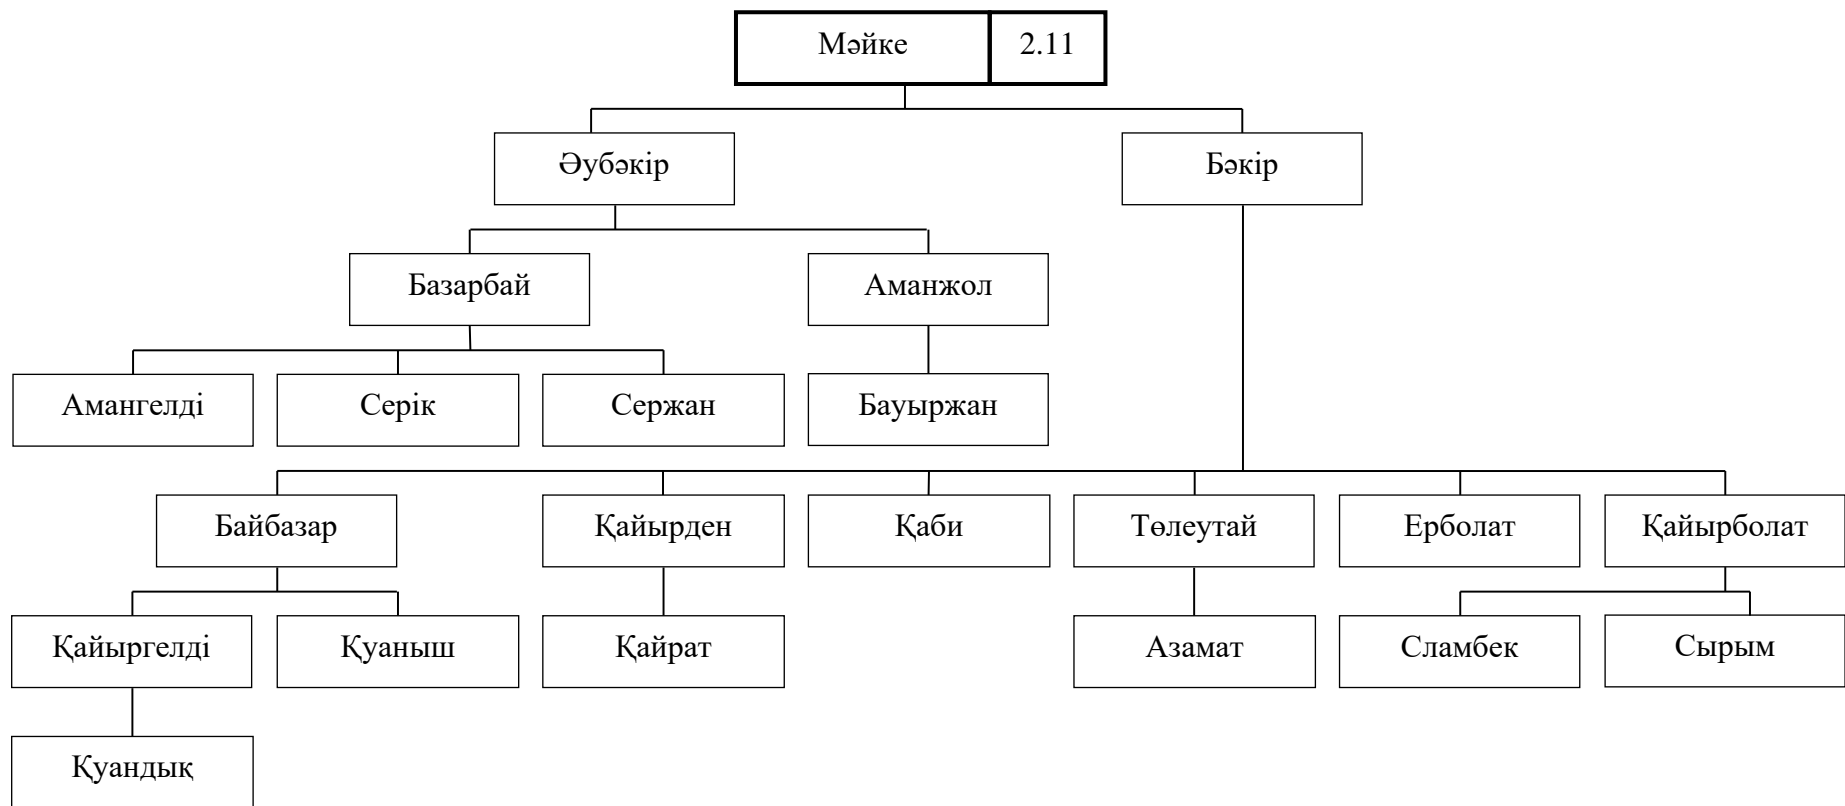 Мәйке 2.11
Әубәкір Бәкір
Базарбай Аманжол
Амангелді Серік Сержан Бауыржан
Байбазар Қайырден Қаби Төлеутай Ерболат Қайырболат
Қайыргелді Қуаныш Қайрат Азамат Сламбек Сырым
Қуандық